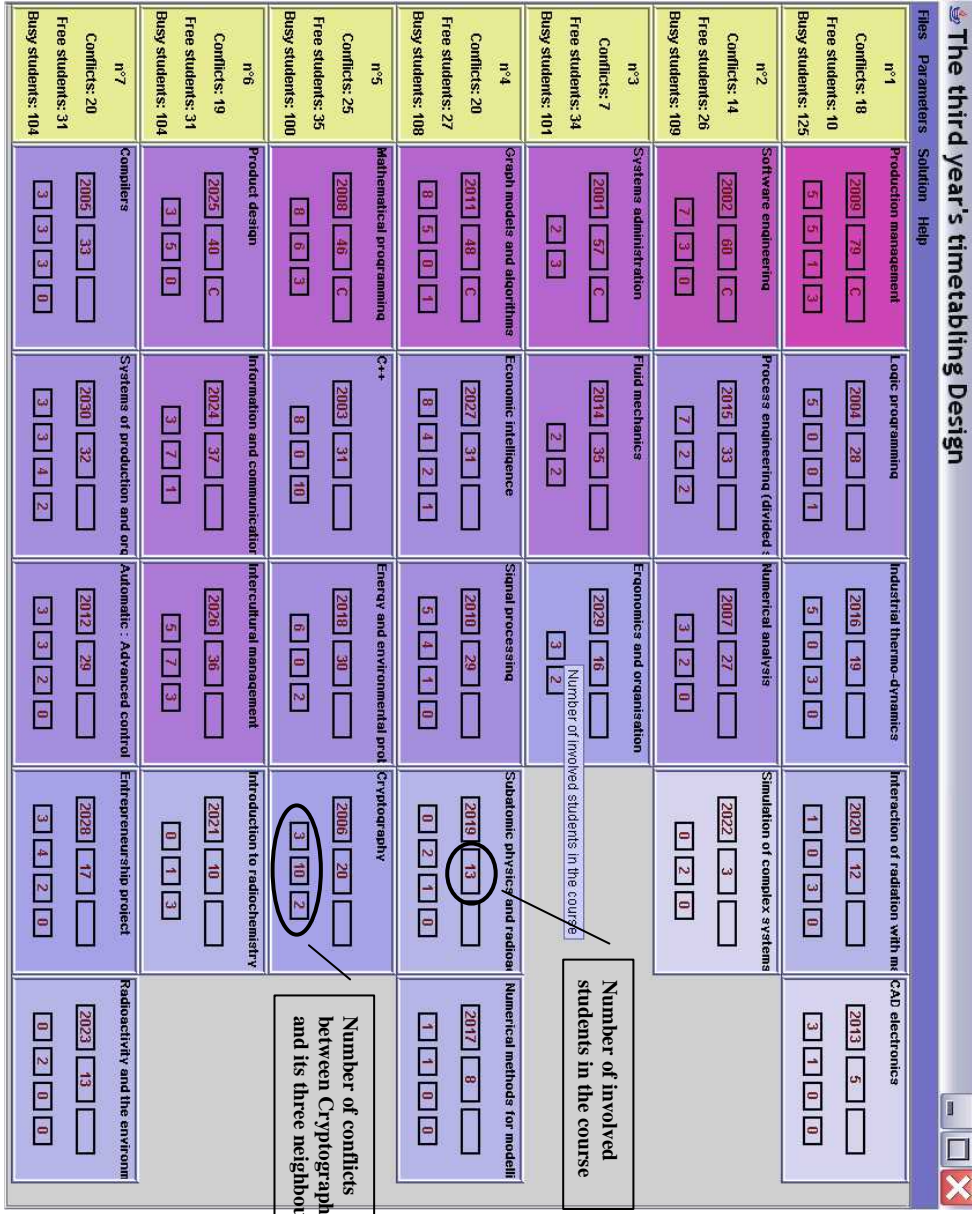 The third year's timetabling Design
Files Parameters Solution Help
n°1
Conflicts: 18
Free students: 10
Busy students: 125
Production management
2009 79 C
5 5 1 3
Logic programming
2004 28
5 0 0 1
Industrial thermo-dynamics
2016 19
5 0 3 0
Interaction of radiation with ma
2020 12
1 0 3 0
CAD electronics
2013 5
3 1 0 0
n°2
Conflicts: 14
Free students: 26
Busy students: 109
Software engineering
2002 60 C
7 3 0
Process engineering (divided s
2015 33
7 2 2
Numerical analysis
2007 27
3 2 0
Simulation of complex systems
2022 3
0 2 0
n°3
Conflicts: 7
Free students: 34
Busy students: 101
Systems administration
2001 57 C
2 3
Fluid mechanics
2014 35
2 2
Ergonomics and organisation
2029 16
3 2
Number of involved students in the course
Number of involved
students in the course
n°4
Conflicts: 20
Free students: 27
Busy students: 108
Graph models and algorithms
2011 48 C
8 5 0 1
Economic intelligence
2027 31
8 4 2 1
Signal processing
2010 29
5 4 1 0
Subatomic physics and radioac
2019 13
0 2 1 0
Numerical methods for modelli
2017 8
1 1 0 0
n°5
Conflicts: 25
Free students: 35
Busy students: 100
Mathematical programming
2008 46 C
8 6 3
C++
2003 31
8 0 10
Energy and environmental prob
2018 30
6 0 2
Cryptography
2006 20
3 10 2
Number of conflicts
between Cryptograph
and its three neighbou
n°6
Conflicts: 19
Free students: 31
Busy students: 104
Product design
2025 40 C
3 5 0
Information and communication
2024 37
3 7 1
Intercultural management
2026 36
5 7 3
Introduction to radiochemistry
2021 10
0 1 3
n°7
Conflicts: 20
Free students: 31
Busy students: 104
Compilers
2005 33
3 3 3 0
Systems of production and org
2030 32
3 3 4 2
Automatic : Advanced control
2012 29
3 3 2 0
Entrepreneurship project
2028 17
3 4 2 0
Radioactivity and the environm
2023 13
0 2 0 0